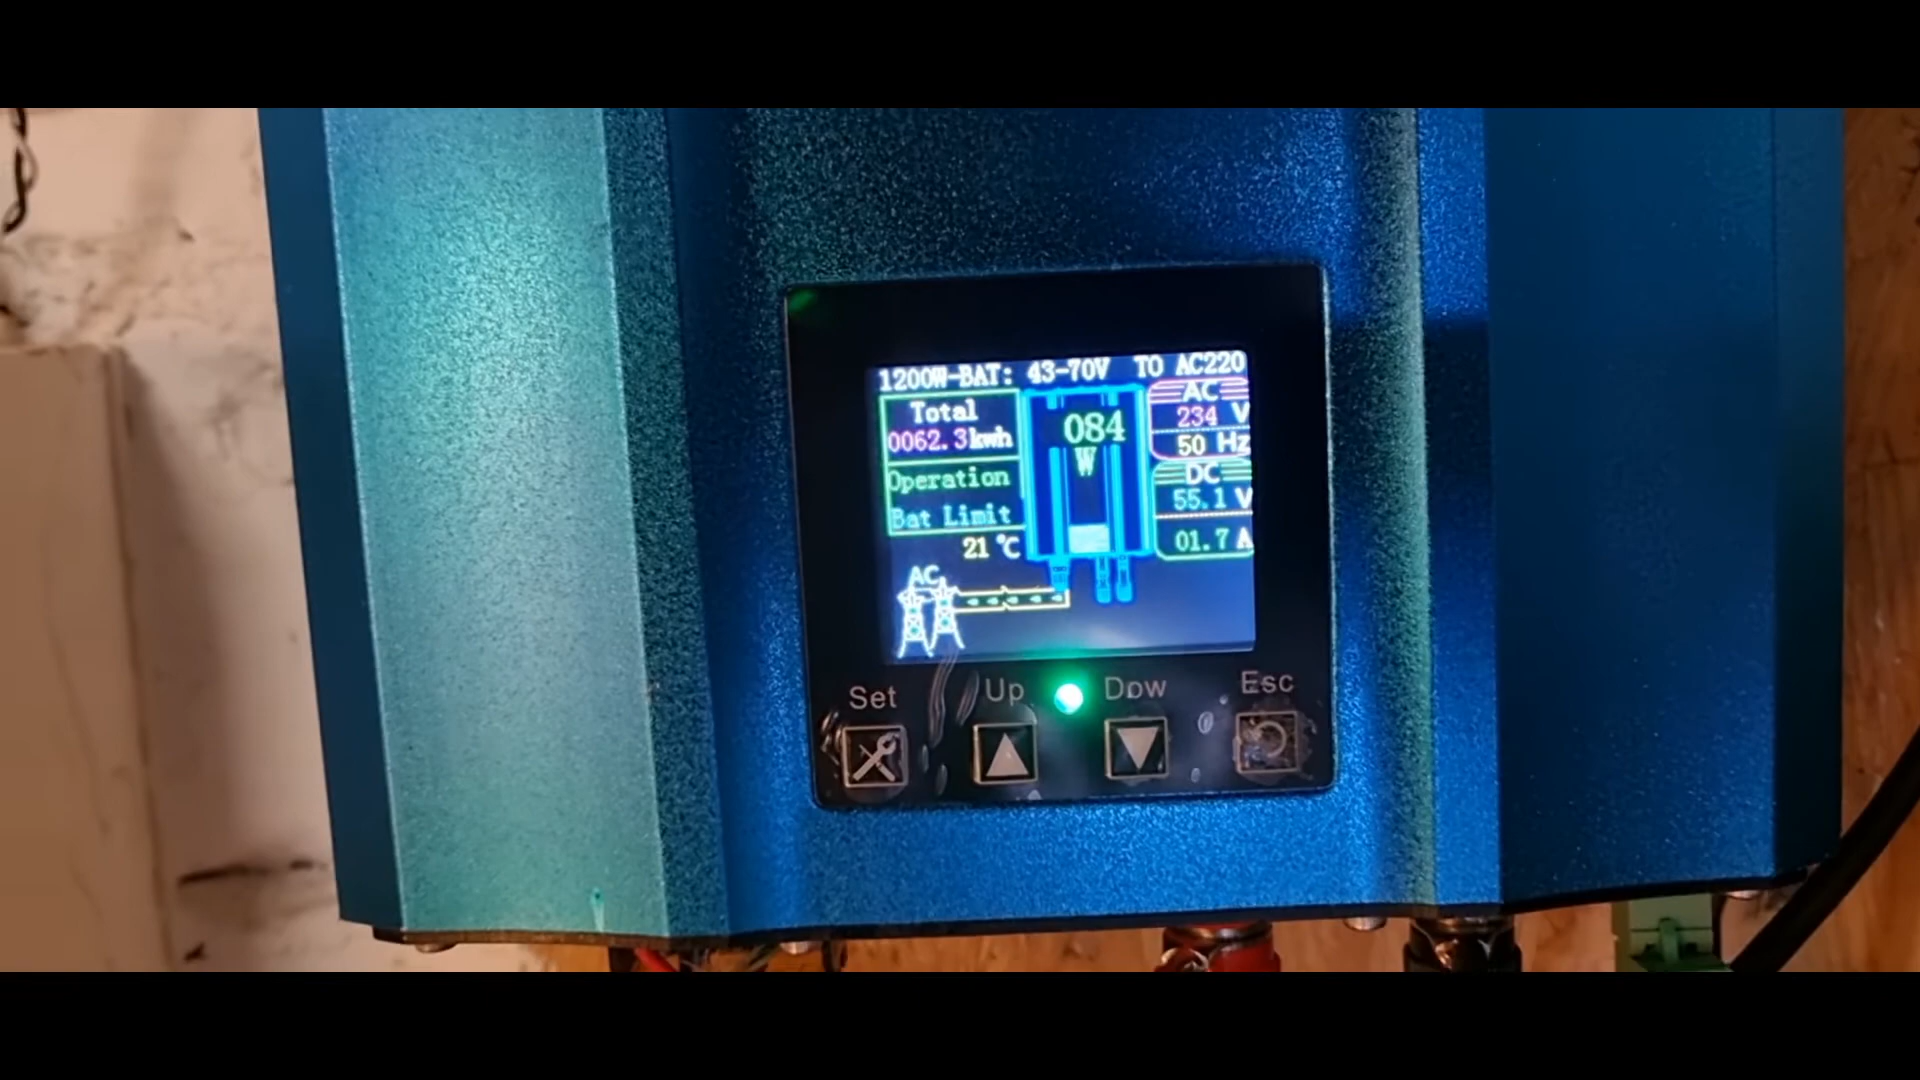 1200W-BAT: 43-70V TO AC220
Total
0062.3kwh
Operation
Bat Limit
21 ℃
AC
084
W
AC
234 V
50 Hz
DC
55.1 V
01.7 A
Set
Up
Dow
Esc